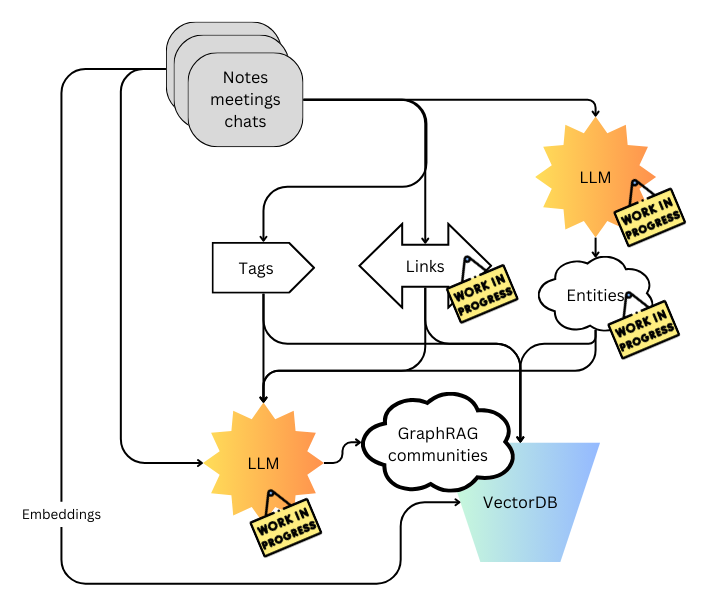 Notes
meetings
chats
LLM
WORK IN
PROGRESS
Tags
Links
WORK IN
PROGRESS
Entities
WORK IN
PROGRESS
GraphRAG
communities
LLM
WORK IN
PROGRESS
VectorDB
Embeddings